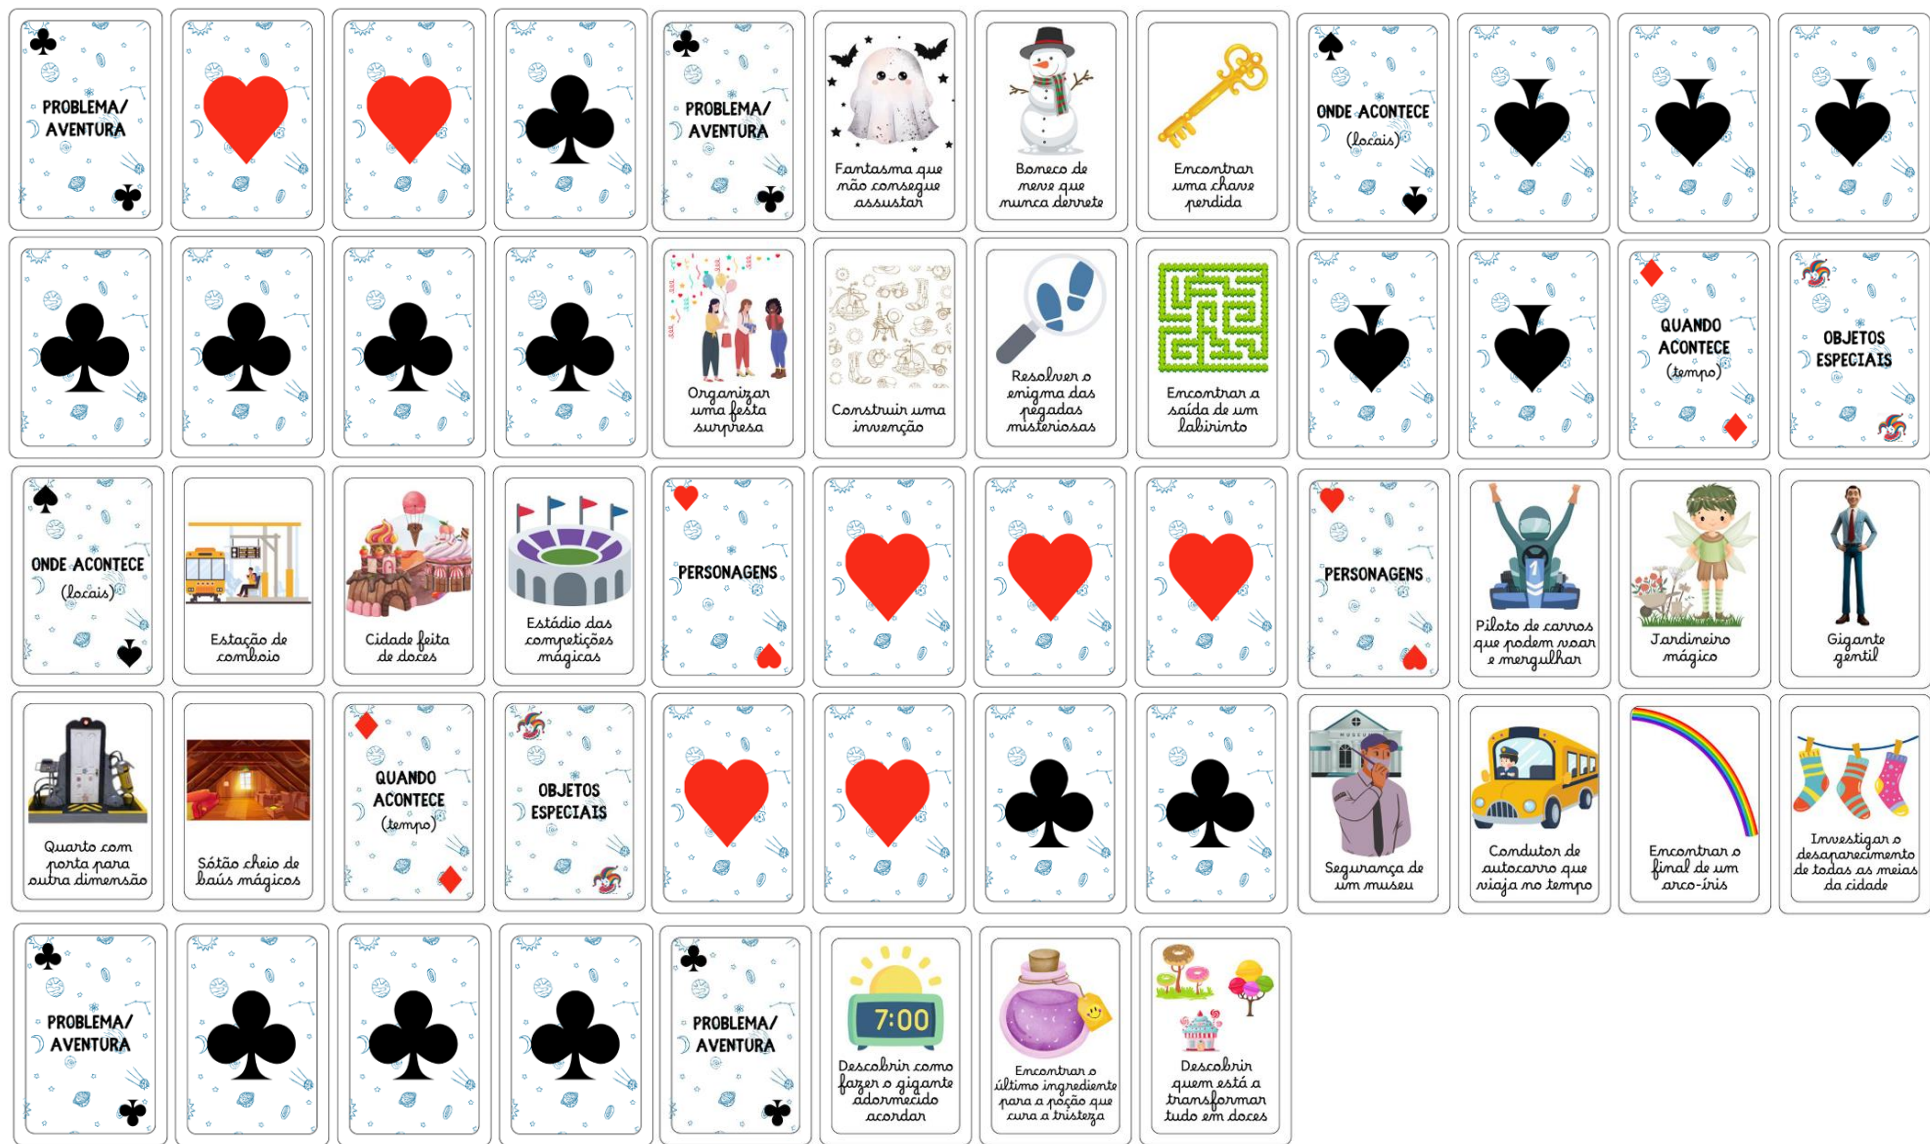 PROBLEMA/
AVENTURA
PROBLEMA/
AVENTURA
Fantasma que
não consegue
assustar
Boneco de
neve que
nunca derrete
Encontrar
uma chave
perdida
ONDE ACONTECE
(locais)
Organizar
uma festa
surpresa
Construir uma
invenção
Resolver o
enigma das
pegadas
misteriosas
Encontrar a
saída de um
labirinto
QUANDO
ACONTECE
(tempo)
OBJETOS
ESPECIAIS
ONDE ACONTECE
(locais)
Estação de
comboio
Cidade feita
de doces
Estádio das
competições
mágicas
PERSONAGENS
PERSONAGENS
1
Piloto de carros
que podem voar
e mergulhar
Jardineiro
mágico
Gigante
gentil
Quarto com
porta para
outra dimensão
Sótão cheio de
baús mágicos
QUANDO
ACONTECE
(tempo)
OBJETOS
ESPECIAIS
MUSEUM
Segurança de
um museu
Condutor de
autocarro que
viaja no tempo
Encontrar o
final de um
arco-íris
Investigar o
desaparecimento
de todas as meias
da cidade
PROBLEMA/
AVENTURA
PROBLEMA/
AVENTURA
7:00
Descobrir como
fazer o gigante
adormecido
acordar
Encontrar o
último ingrediente
para a poção que
cura a tristeza
Descobrir
quem está a
transformar
tudo em doces